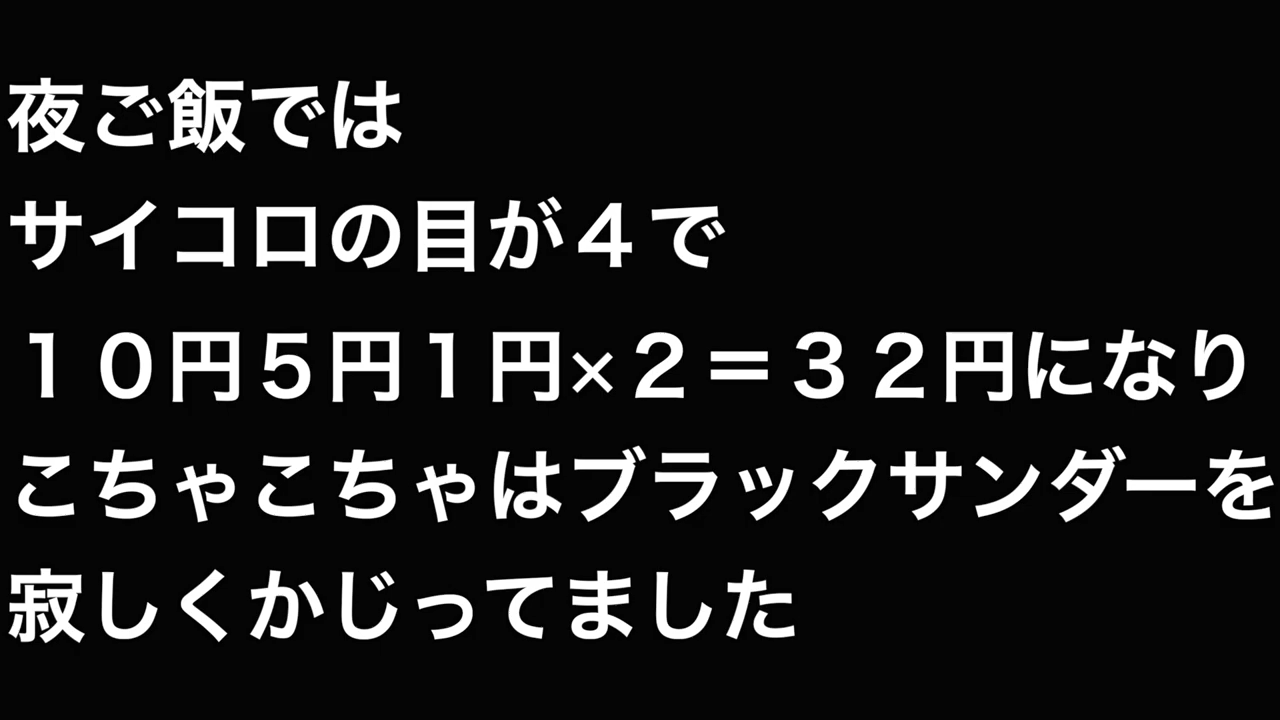 夜ご飯では
サイコロの目が４で
１０円５円１円×２＝３２円になり
こちゃこちゃはブラックサンダーを
寂しくかじってました